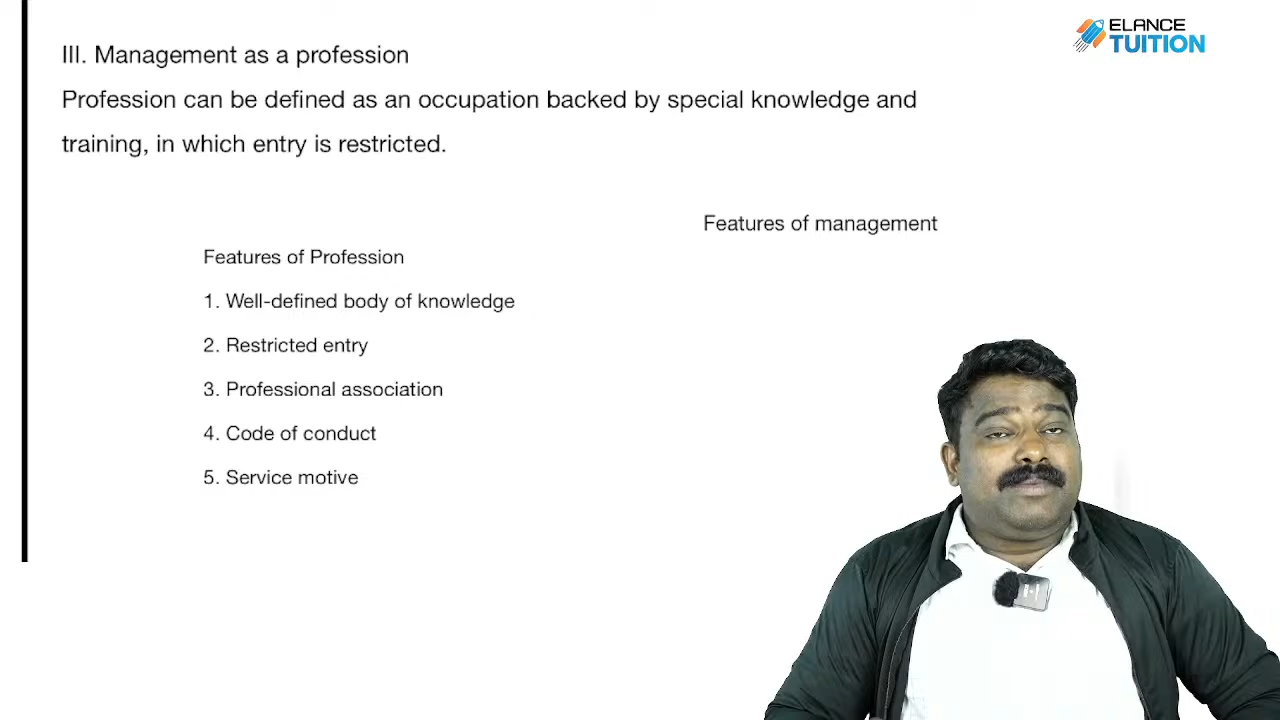 ELANCE
TUITION
III. Management as a profession
Profession can be defined as an occupation backed by special knowledge and
training, in which entry is restricted.
Features of management
Features of Profession
1. Well-defined body of knowledge
2. Restricted entry
3. Professional association
4. Code of conduct
5. Service motive